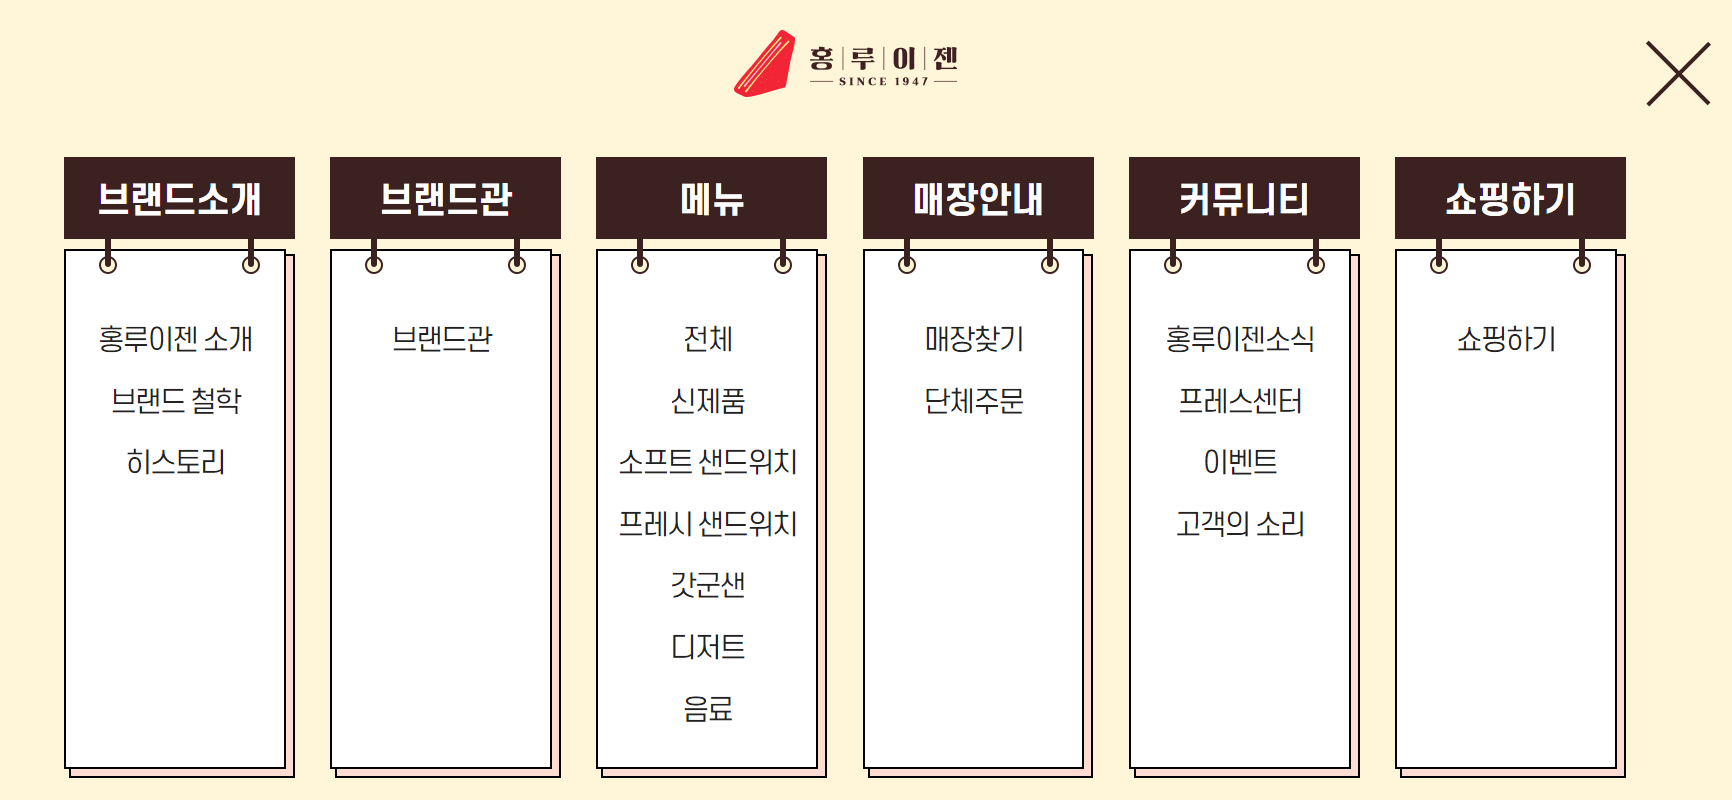 홍루이젠
SINCE 1947
브랜드소개
홍루이젠 소개
브랜드 철학
히스토리
브랜드관
브랜드관
메뉴
전체
신제품
소프트 샌드위치
프레시 샌드위치
갓군샌
디저트
음료
매장안내
매장찾기
단체주문
커뮤니티
홍루이젠소식
프레스센터
이벤트
고객의 소리
쇼핑하기
쇼핑하기